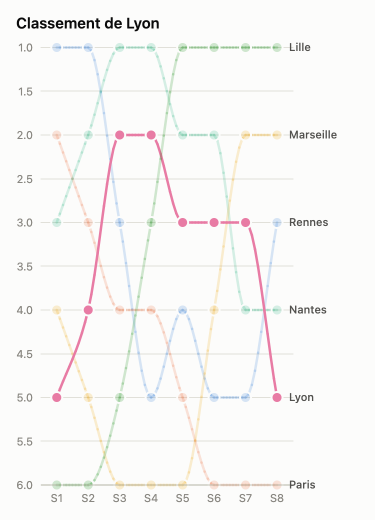 Classement de Lyon
1.0 Lille
1.5
2.0 Marseille
2.5
3.0 Rennes
3.5
4.0 Nantes
4.5
5.0 Lyon
5.5
6.0 Paris
S1 S2 S3 S4 S5 S6 S7 S8